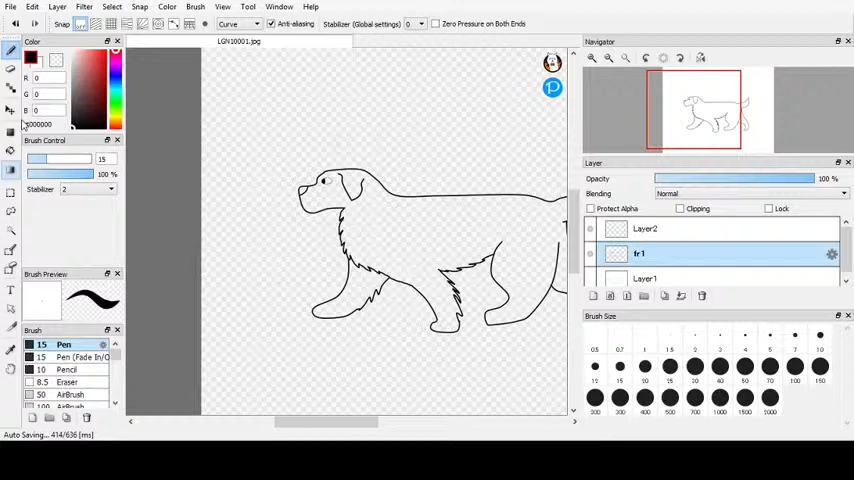 File Edit Layer Filter Select Snap Color Brush View Tool Window Help
Snap off Curve Anti-aliasing Stabilizer (Global settings) 0 Zero Pressure on Both Ends
Color
LGN10001.jpg
Navigator
R 0
G 0
B 0
#000000
Brush Control
15
100 %
Stabilizer 2
Layer
Opacity 100 %
Blending Normal
Protect Alpha Clipping Lock
Layer2
fr1
Layer1
Brush Preview
Brush
15 Pen
15 Pen (Fade In/O
10 Pencil
8.5 Eraser
50 AirBrush
100 AirBrush
Brush Size
0.5 0.7 1 1.5 2 3 4 5 7 10
12 15 20 25 30 40 50 70 100 150
200 300 400 500 700 1000 1500 2000
Auto Saving... 414/636 [ms]